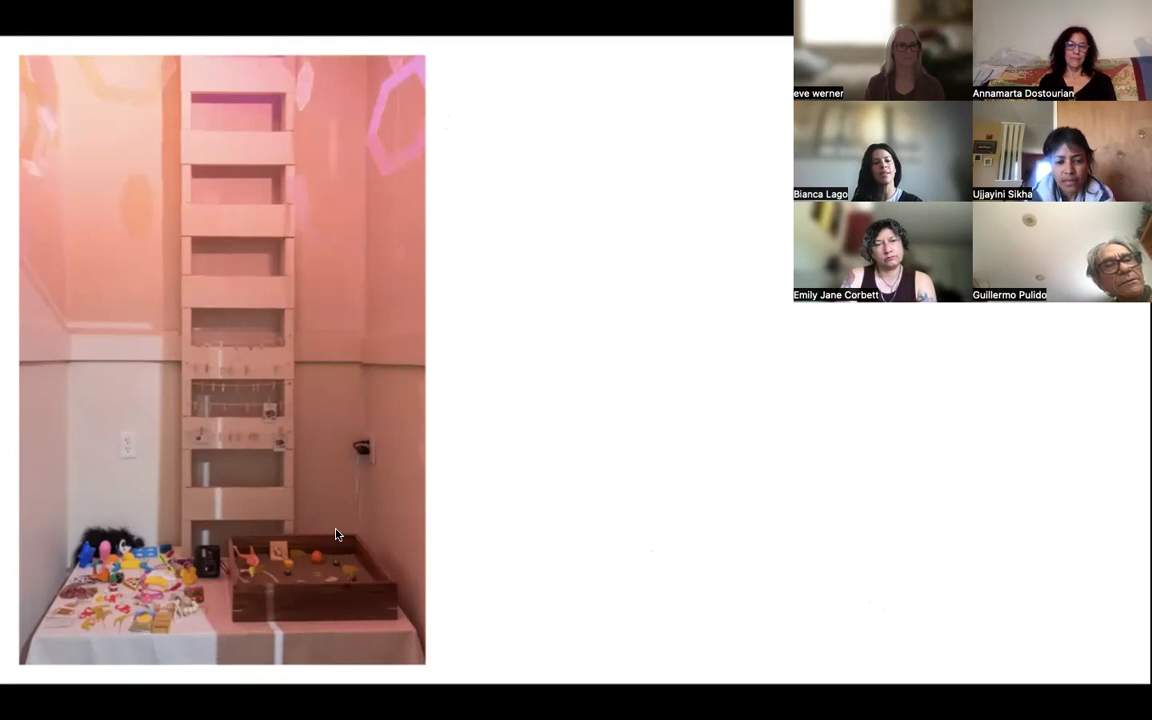 eve werner
Annamarta Dostourian
Bianca Lago
Ujjayini Sikha
Emily Jane Corbett
Guillermo Pulido